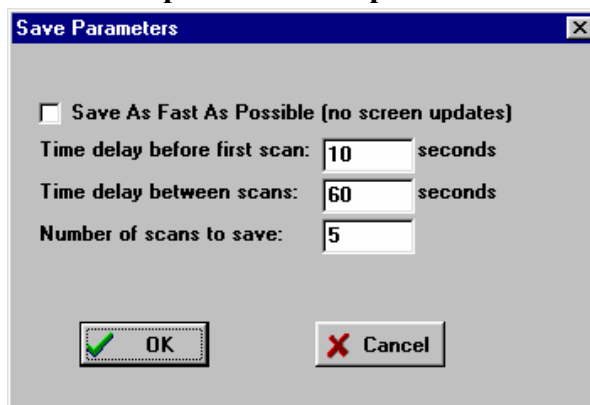 Save Parameters
Save As Fast As Possible (no screen updates)
Time delay before first scan: 10 seconds
Time delay between scans: 60 seconds
Number of scans to save: 5
OK Cancel